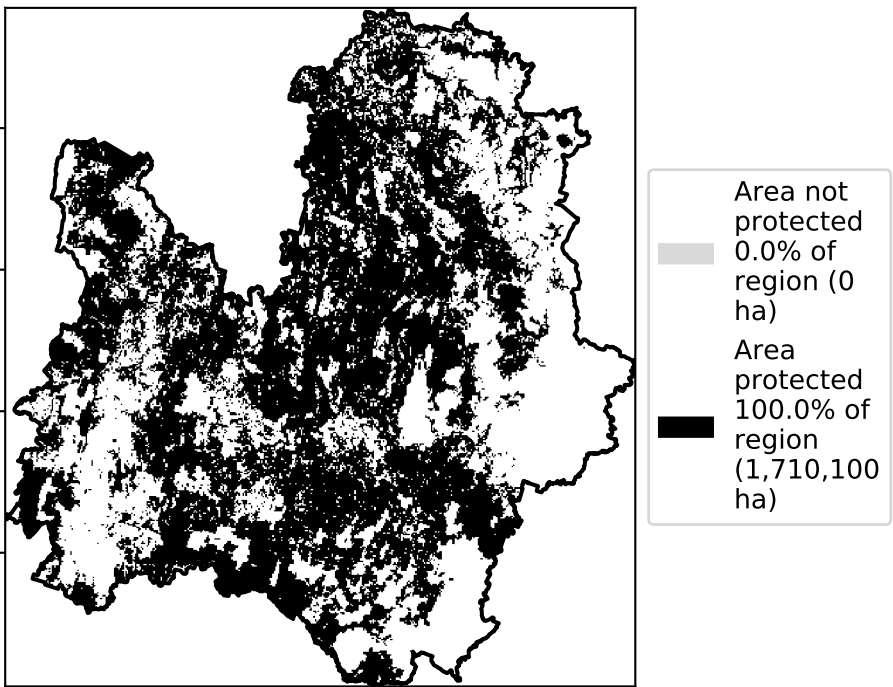 Area not
protected
0.0% of
region (0
ha)
Area
protected
100.0% of
region
(1,710,100
ha)